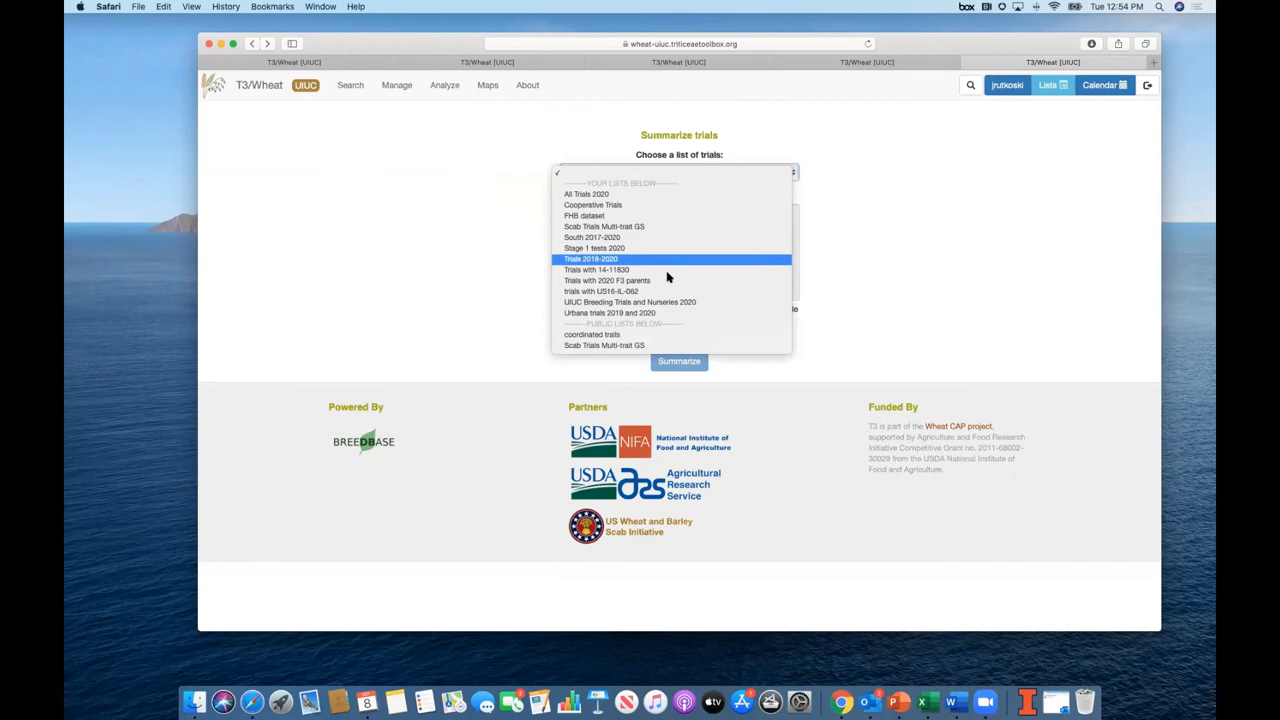 Safari File Edit View History Bookmarks Window Help
box Tue 12:54 PM
wheat-uiuc.triticeaetoolbox.org
T3/Wheat [UIUC] T3/Wheat [UIUC] T3/Wheat [UIUC] T3/Wheat [UIUC] T3/Wheat [UIUC]
T3/Wheat UIUC Search Manage Analyze Maps About jrutkoski Lists Calendar
Summarize trials
Choose a list of trials:
--------YOUR LISTS BELOW--------
All Trials 2020
Cooperative Trials
FHB dataset
Scab Trials Multi-trait GS
South 2017-2020
Stage 1 tests 2020
Trials 2018-2020
Trials with 14-11830
Trials with 2020 F3 parents
trials with US16-IL-062
UIUC Breeding Trials and Nurseries 2020
Urbana trials 2019 and 2020
--------PUBLIC LISTS BELOW--------
coordinated trails
Scab Trials Multi-trait GS
Summarize
Powered By
BREEDBASE
Partners
USDA NIFA National Institute of Food and Agriculture
USDA ars Agricultural Research Service
US Wheat and Barley Scab Initiative
Funded By
T3 is part of the Wheat CAP project,
supported by Agriculture and Food Research
Initiative Competitive Grant no. 2011-68002-
30029 from the USDA National Institute of
Food and Agriculture.